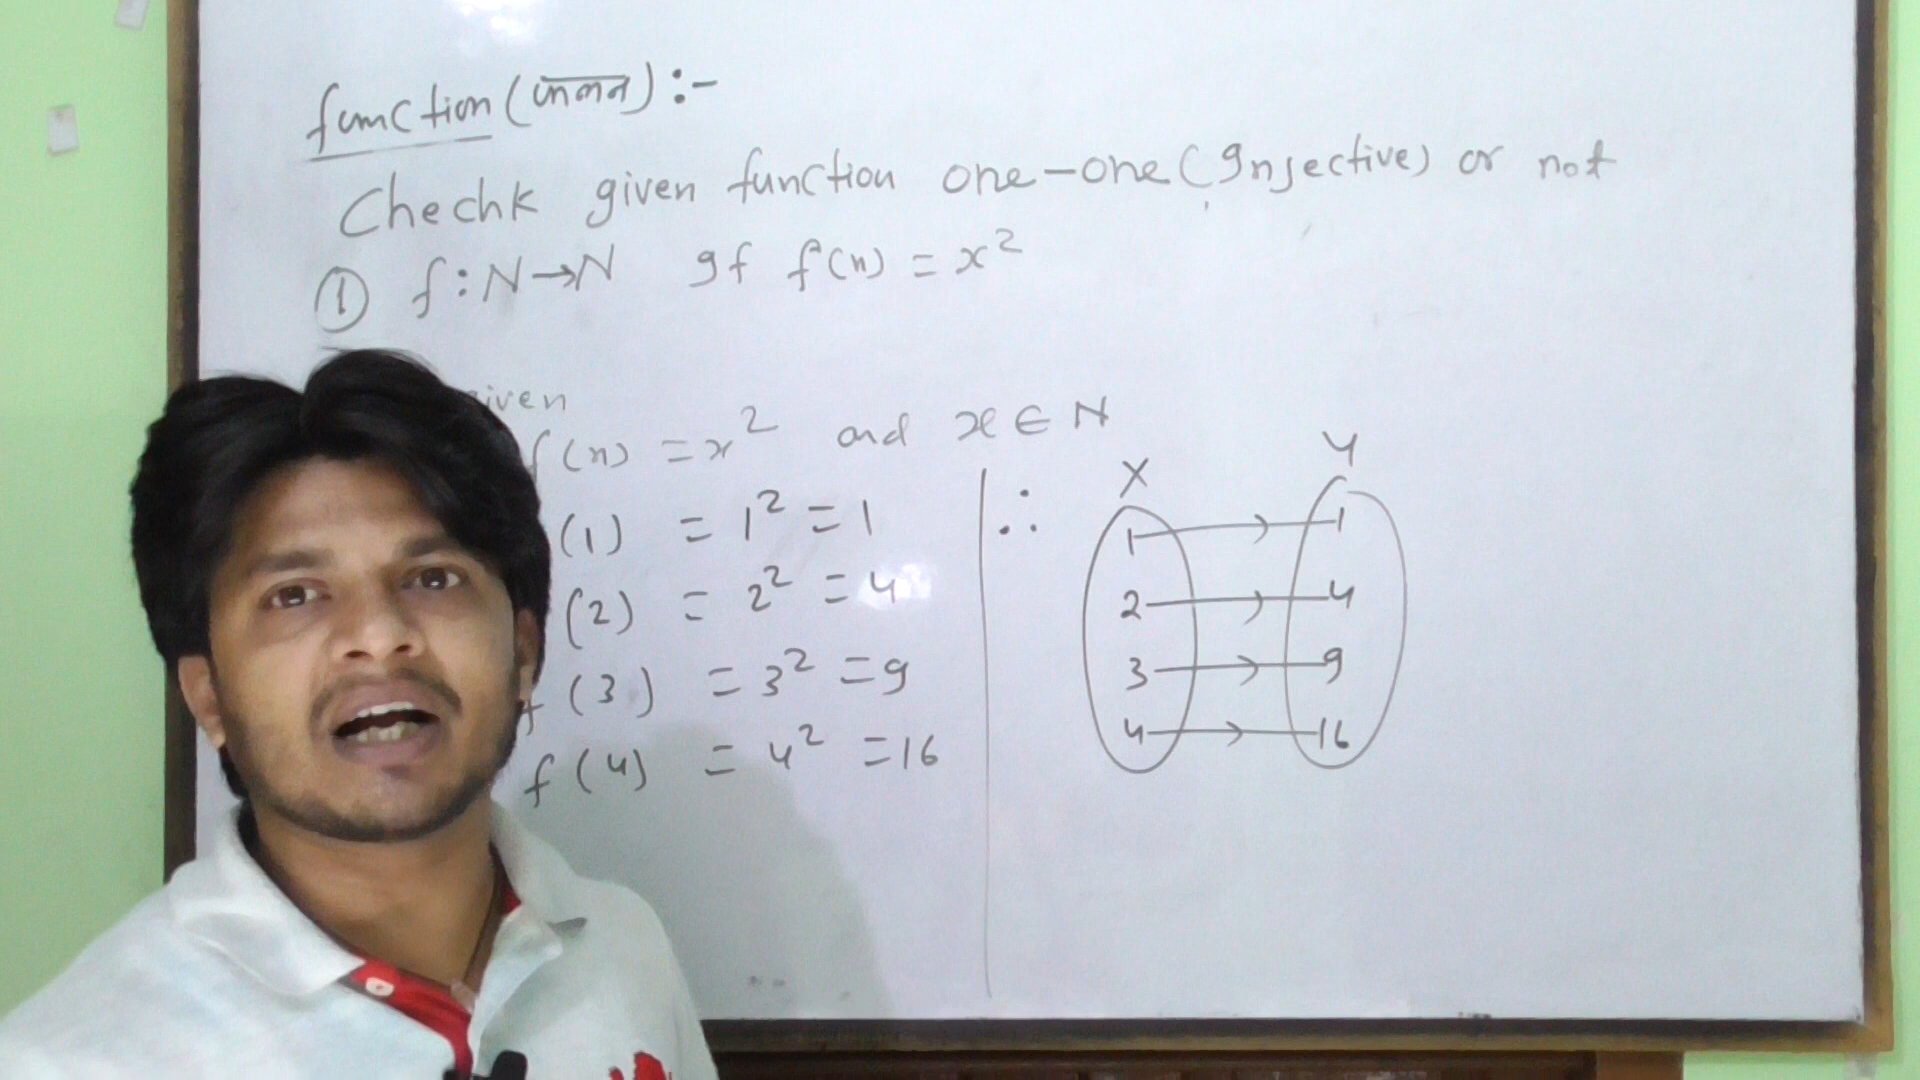 function (फलन) :-
Chechk given function one-one (Injective) or not
① f : N→N If f(x) = x²
given
f(x) = x² and x ∈ N
(1) = 1² = 1
(2) = 2² = 4
f (3) = 3² = 9
f (4) = 4² = 16
∴
X Y
1 → 1
2 → 4
3 → 9
4 → 16